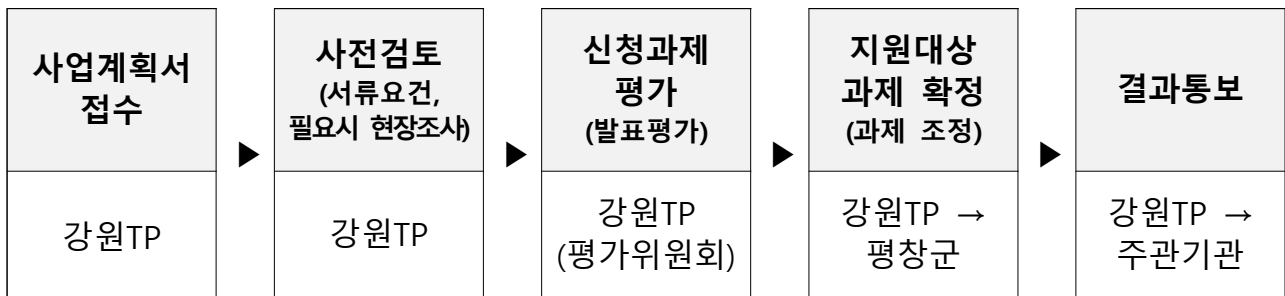 사업계획서
접수
▶
사전검토
(서류요건,
필요시 현장조사)
▶
신청과제
평가
(발표평가)
▶
지원대상
과제 확정
(과제 조정)
▶
결과통보
강원TP
강원TP
강원TP
(평가위원회)
강원TP →
평창군
강원TP →
주관기관